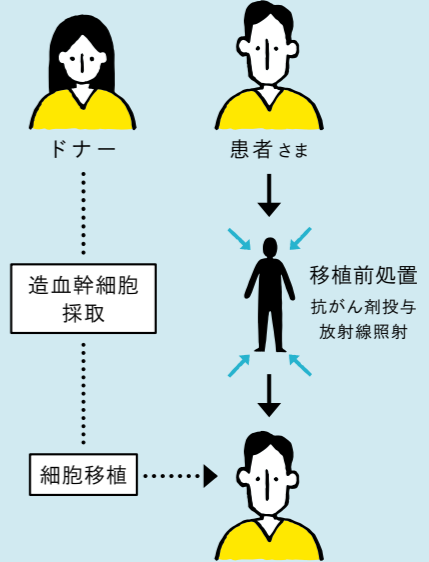 ドナー
患者さま
造血幹細胞
採取
移植前処置
抗がん剤投与
放射線照射
細胞移植